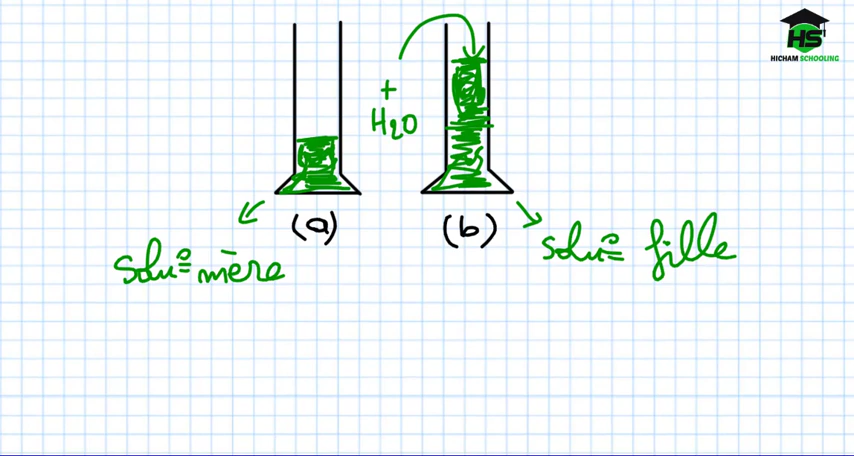 HS
HICHAM SCHOOLING
+
H2O
(a)
(b)
Solu° mère
Solu° fille